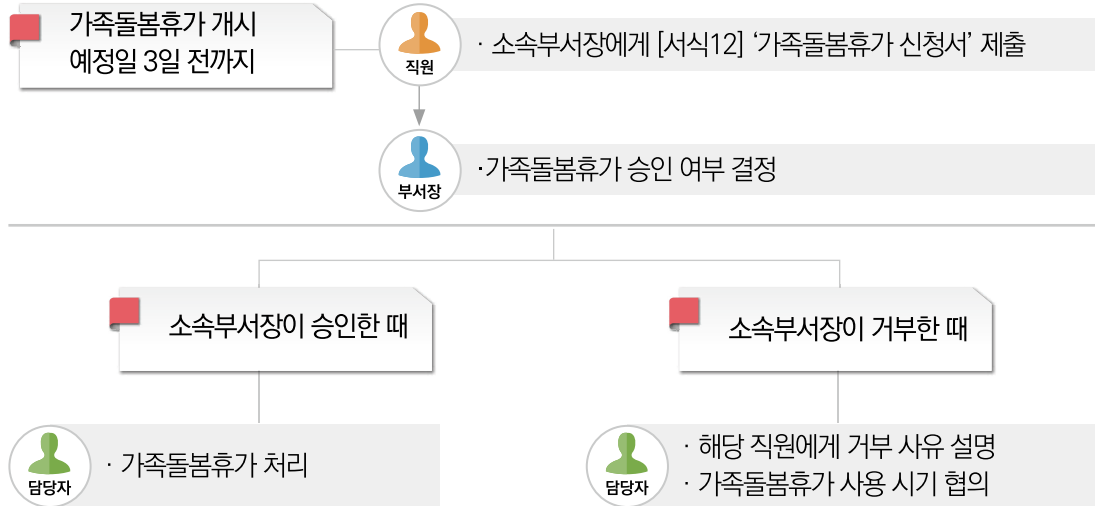 가족돌봄휴가 개시
예정일 3일 전까지
직원
· 소속부서장에게 [서식12] ‘가족돌봄휴가 신청서’ 제출
부서장
·가족돌봄휴가 승인 여부 결정
소속부서장이 승인한 때
소속부서장이 거부한 때
담당자
· 가족돌봄휴가 처리
담당자
· 해당 직원에게 거부 사유 설명
· 가족돌봄휴가 사용 시기 협의